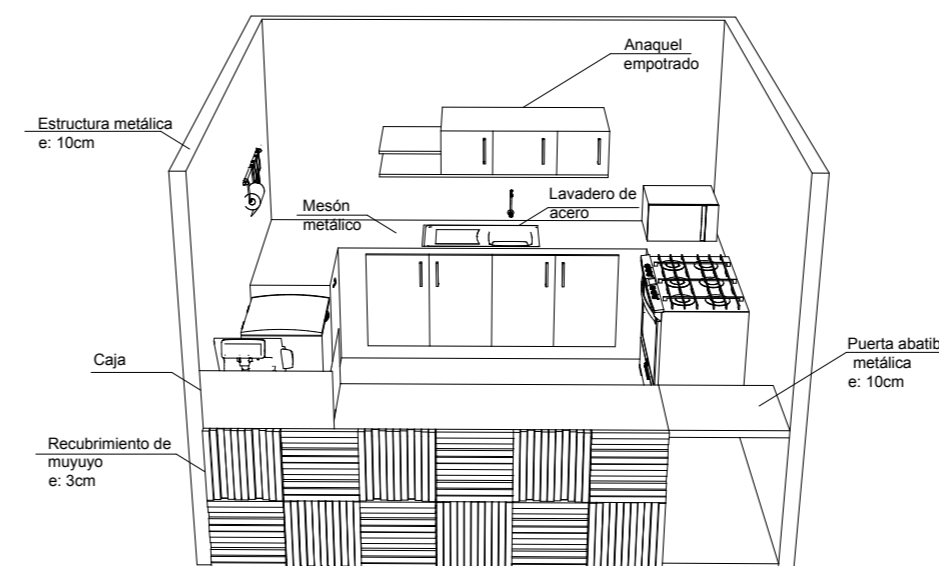 Anaquel
empotrado
Estructura metálica
e: 10cm
Mesón
metálico
Lavadero de
acero
Caja
Puerta abatib
metálica
e: 10cm
Recubrimiento de
muyuyo
e: 3cm